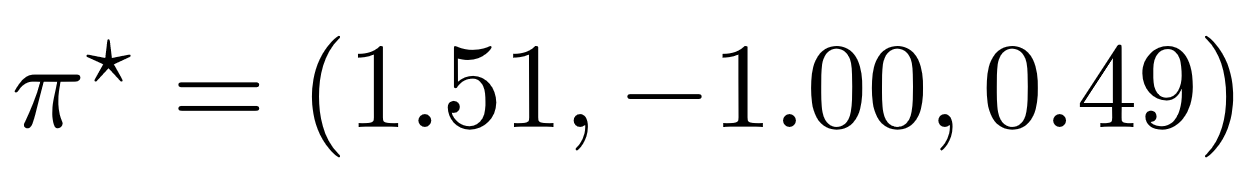 π⋆ = (1.51, −1.00, 0.49)